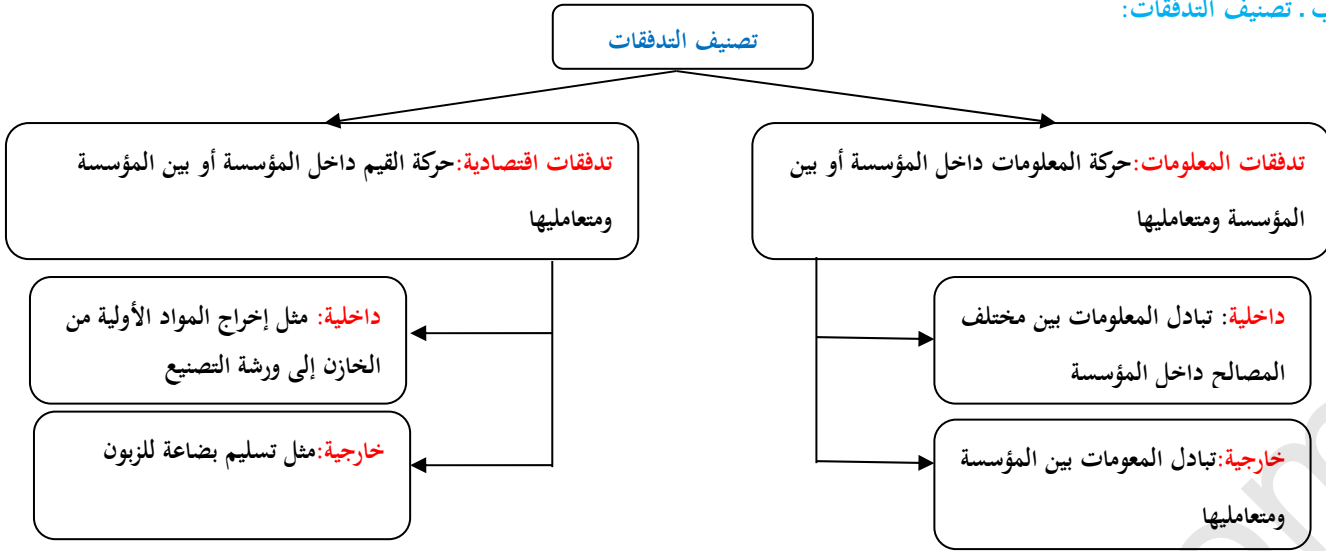 ب. تصنيف التدفقات:
تصنيف التدفقات
تدفقات المعلومات:حركة المعلومات داخل المؤسسة أو بين
المؤسسة ومتعامليها
داخلية: تبادل المعلومات بين مختلف
المصالح داخل المؤسسة
خارجية:تبادل المعومات بين المؤسسة
ومتعامليها
تدفقات اقتصادية:حركة القيم داخل المؤسسة أو بين المؤسسة
ومتعامليها
داخلية: مثل إخراج المواد الأولية من
الخازن إلى ورشة التصنيع
خارجية:مثل تسليم بضاعة للزبون
om